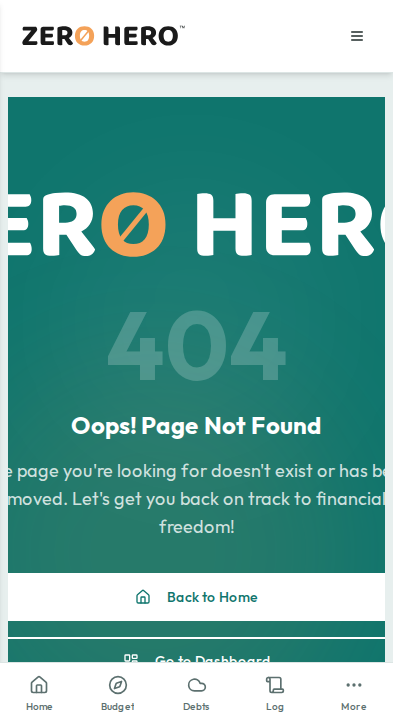 ZERØ HERO™
ERØ HER
404
Oops! Page Not Found
page you're looking for doesn't exist or has be
moved. Let's get you back on track to financial
freedom!
Back to Home
Go to Dashboard
Home Budget Debts Log More